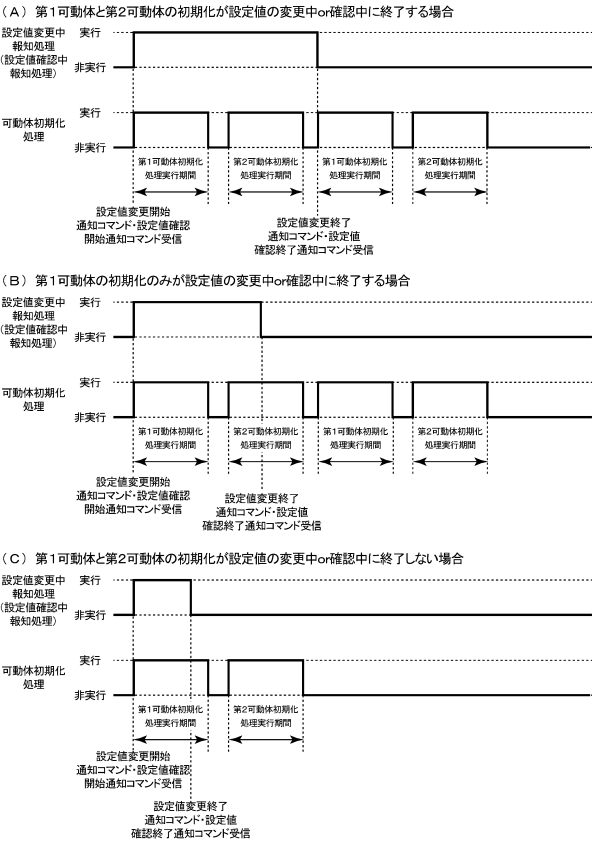 （Ａ）第１可動体と第２可動体の初期化が設定値の変更中or確認中に終了する場合
設定値変更中
報知処理
（設定値確認中
報知処理）
実行
非実行
可動体初期化
処理
実行
非実行
第１可動体初期化
処理実行期間
第２可動体初期化
処理実行期間
第１可動体初期化
処理実行期間
第２可動体初期化
処理実行期間
設定値変更開始
通知コマンド・設定値確認
開始通知コマンド受信
設定値変更終了
通知コマンド・設定値
確認終了通知コマンド受信
（Ｂ）第１可動体の初期化のみが設定値の変更中or確認中に終了する場合
設定値変更中
報知処理
（設定値確認中
報知処理）
実行
非実行
可動体初期化
処理
実行
非実行
第１可動体初期化
処理実行期間
第２可動体初期化
処理実行期間
第１可動体初期化
処理実行期間
第２可動体初期化
処理実行期間
設定値変更開始
通知コマンド・設定値確認
開始通知コマンド受信
設定値変更終了
通知コマンド・設定値
確認終了通知コマンド受信
（Ｃ）第１可動体と第２可動体の初期化が設定値の変更中or確認中に終了しない場合
設定値変更中
報知処理
（設定値確認中
報知処理）
実行
非実行
可動体初期化
処理
実行
非実行
第１可動体初期化
処理実行期間
第２可動体初期化
処理実行期間
設定値変更開始
通知コマンド・設定値確認
開始通知コマンド受信
設定値変更終了
通知コマンド・設定値
確認終了通知コマンド受信